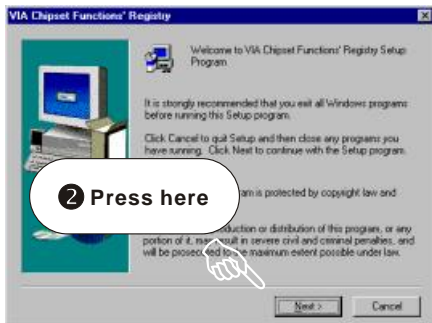 VIA Chipset Functions' Registry
Welcome to VIA Chipset Functions' Registry Setup
Program
It is strongly recommended that you exit all Windows programs
before running this Setup program.
Click Cancel to quit Setup and then close any programs you
have running. Click Next to continue with the Setup program.
am is protected by copyright law and
❷ Press here
duction or distribution of this program, or any
portion of it, may result in severe civil and criminal penalties, and
will be prosecuted to the maximum extent possible under law.
Next >
Cancel